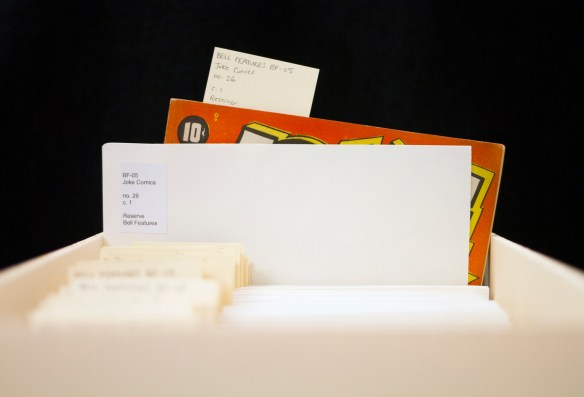 BELL FEATURES BF-05
Joke Comics
no. 26
c. 1
Reserve
10¢
BF-05
Joke Comics
no. 26
c. 1
Reserve
Bell Features